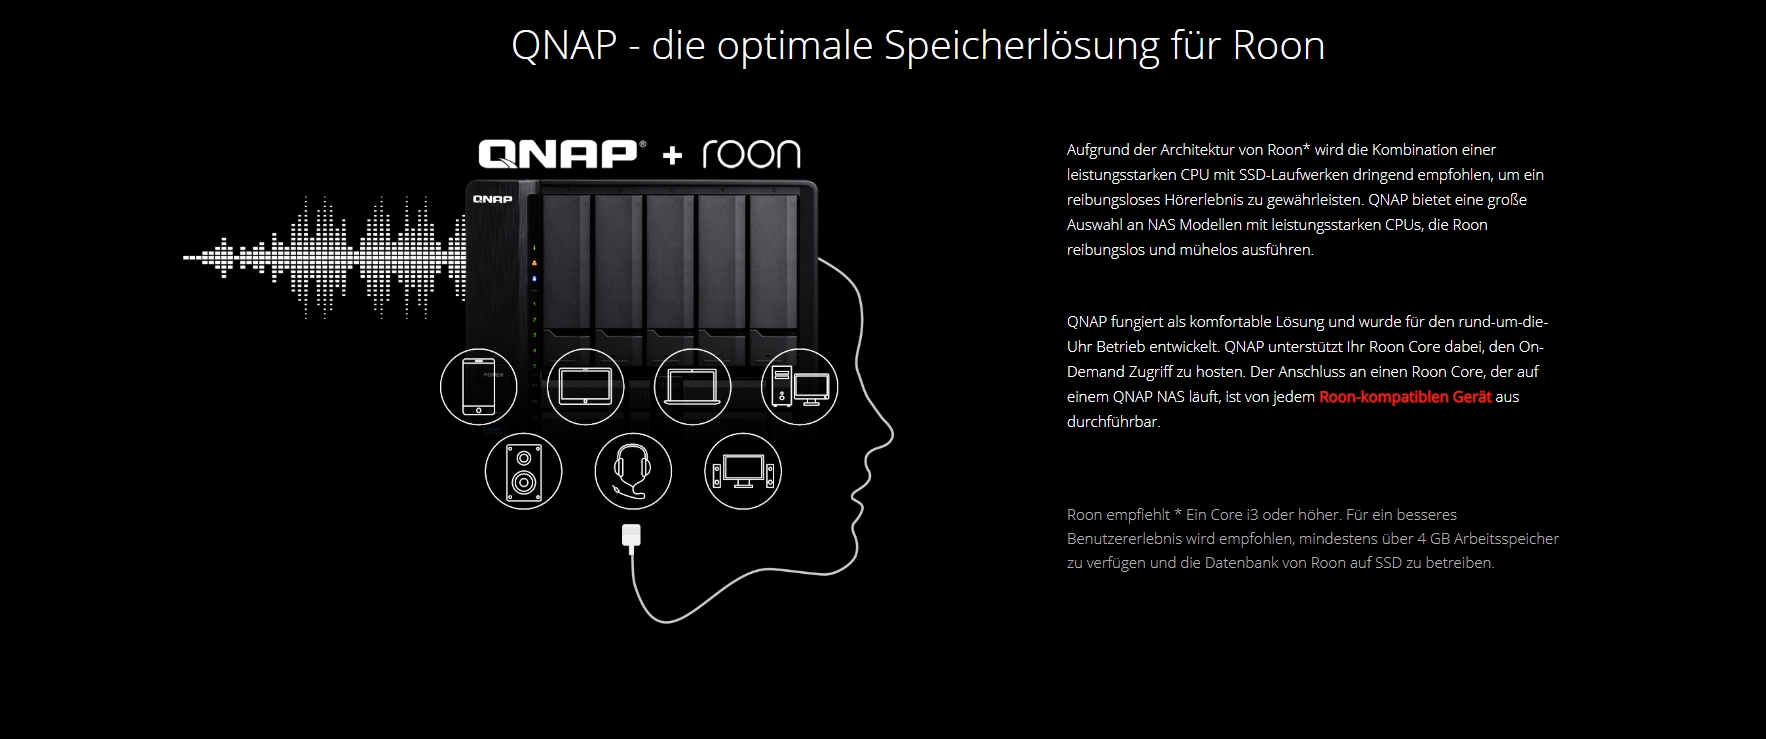 QNAP - die optimale Speicherlösung für Roon
QNAP® + roon
QNAP
Aufgrund der Architektur von Roon* wird die Kombination einer
leistungsstarken CPU mit SSD-Laufwerken dringend empfohlen, um ein
reibungsloses Hörerlebnis zu gewährleisten. QNAP bietet eine große
Auswahl an NAS Modellen mit leistungsstarken CPUs, die Roon
reibungslos und mühelos ausführen.
QNAP fungiert als komfortable Lösung und wurde für den rund-um-die-
Uhr Betrieb entwickelt. QNAP unterstützt Ihr Roon Core dabei, den On-
Demand Zugriff zu hosten. Der Anschluss an einen Roon Core, der auf
einem QNAP NAS läuft, ist von jedem Roon-kompatiblen Gerät aus
durchführbar.
Roon empfiehlt * Ein Core i3 oder höher. Für ein besseres
Benutzererlebnis wird empfohlen, mindestens über 4 GB Arbeitsspeicher
zu verfügen und die Datenbank von Roon auf SSD zu betreiben.
1
2
3
4
5
POWER